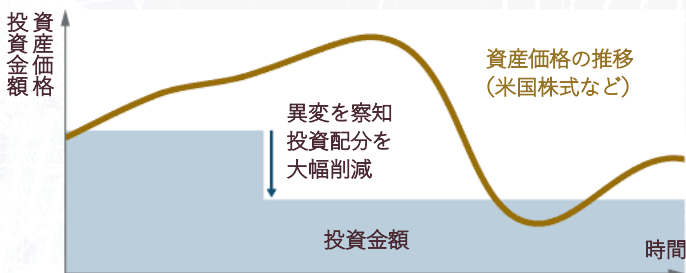 資産価格
投資金額
資産価格の推移
(米国株式など)
異変を察知
投資配分を
大幅削減
投資金額
時間